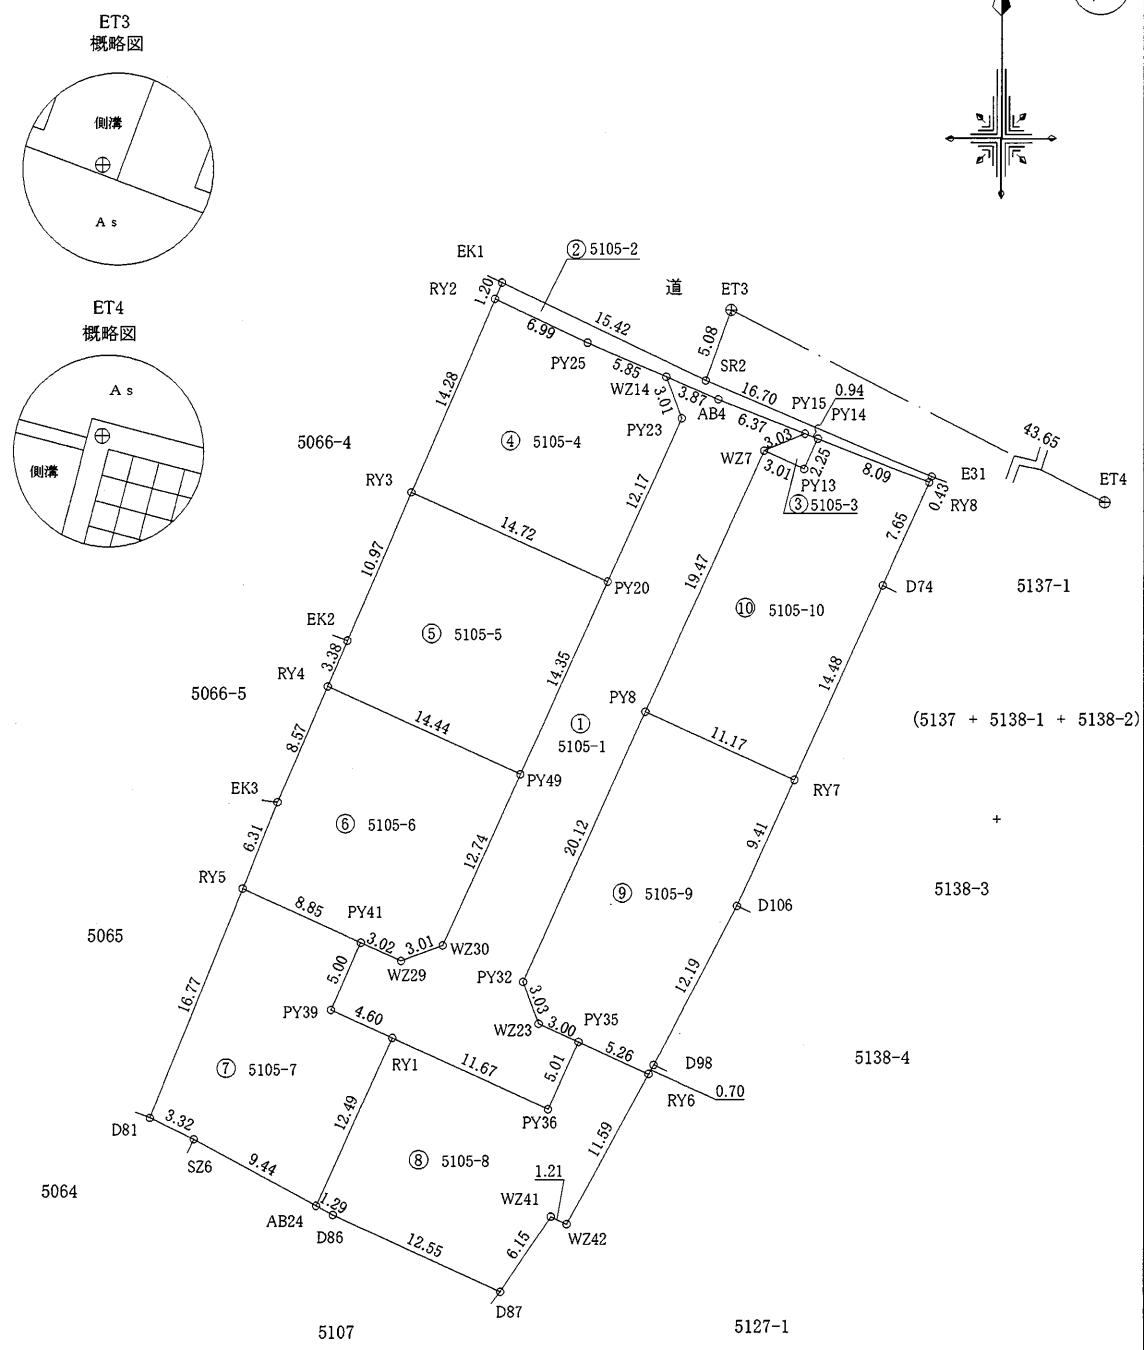 ET3
概略図
側溝
As
ET4
概略図
As
側溝
EK1
② 5105-2
RY2
1.20
道
ET3
15.42
6.99
5.08
PY25
5.85
SR2
WZ14
16.70
0.94
14.28
3.01
3.87
AB4
PY15
PY14
6.37
PY23
5066-4
④ 5105-4
3.03
43.65
WZ7
2.25
3.01
8.09
E31
ET4
PY13
RY3
③ 5105-3
0.43
RY8
12.17
7.65
14.72
10.97
19.47
PY20
D74
5137-1
⑩ 5105-10
EK2
⑤ 5105-5
3.38
14.35
14.48
RY4
5066-5
PY8
14.44
①
5105-1
11.17
(5137 + 5138-1 + 5138-2)
8.57
PY49
EK3
RY7
⑥ 5105-6
+
6.31
12.74
20.12
9.41
RY5
⑨ 5105-9
5138-3
8.85
D106
PY41
5065
3.02
3.01
WZ30
WZ29
5.00
PY32
12.19
16.77
PY39
3.03
4.60
WZ23
3.00
PY35
RY1
5.26
D98
5138-4
⑦ 5105-7
11.67
5.01
RY6
0.70
12.49
3.32
PY36
D81
11.59
SZ6
9.44
⑧ 5105-8
1.21
5064
1.29
WZ41
AB24
D86
WZ42
12.55
6.15
D87
5107
5127-1